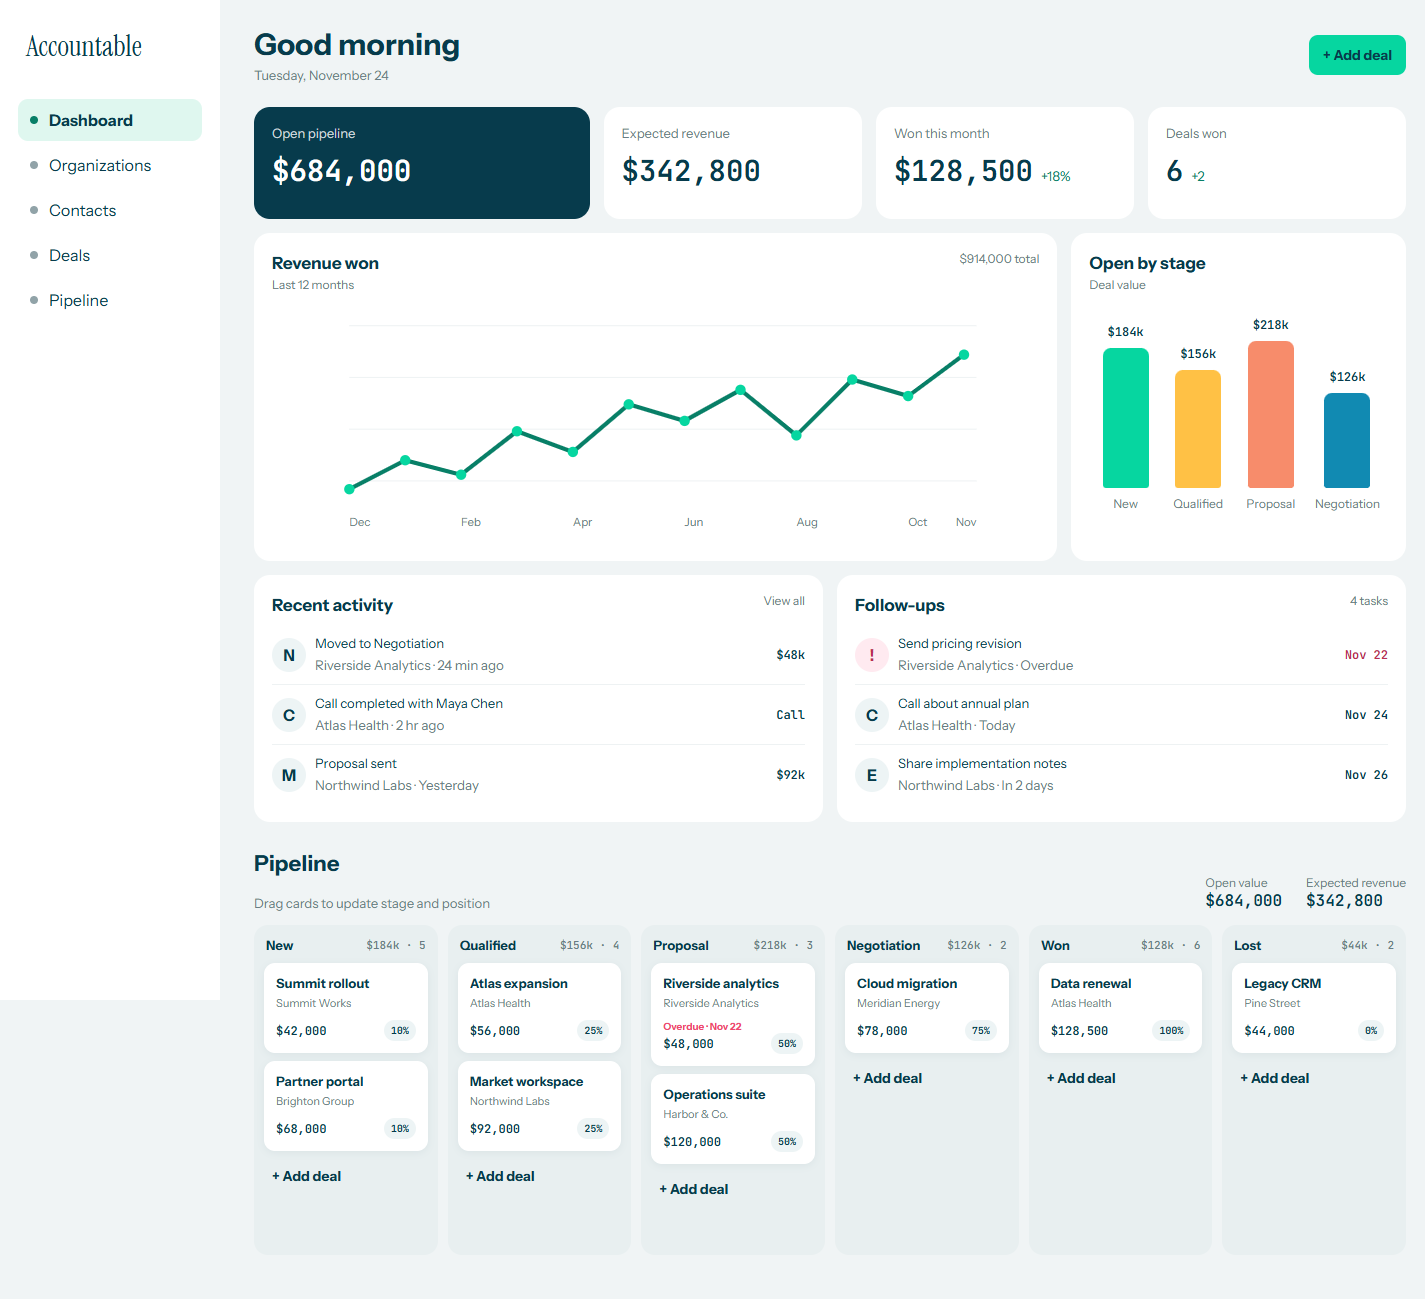 Accountable
Dashboard
Organizations
Contacts
Deals
Pipeline
Good morning
Tuesday, November 24
+ Add deal
Open pipeline
$684,000
Expected revenue
$342,800
Won this month
$128,500 +18%
Deals won
6 +2
Revenue won
$914,000 total
Last 12 months
Dec Feb Apr Jun Aug Oct Nov
Open by stage
Deal value
$184k
$156k
$218k
$126k
New Qualified Proposal Negotiation
Recent activity
View all
N
Moved to Negotiation
Riverside Analytics · 24 min ago
$48k
C
Call completed with Maya Chen
Atlas Health · 2 hr ago
Call
M
Proposal sent
Northwind Labs · Yesterday
$92k
Follow-ups
4 tasks
!
Send pricing revision
Riverside Analytics · Overdue
Nov 22
C
Call about annual plan
Atlas Health · Today
Nov 24
E
Share implementation notes
Northwind Labs · In 2 days
Nov 26
Pipeline
Drag cards to update stage and position
Open value
$684,000
Expected revenue
$342,800
New $184k · 5
Summit rollout
Summit Works
$42,000 10%
Partner portal
Brighton Group
$68,000 10%
+ Add deal
Qualified $156k · 4
Atlas expansion
Atlas Health
$56,000 25%
Market workspace
Northwind Labs
$92,000 25%
+ Add deal
Proposal $218k · 3
Riverside analytics
Riverside Analytics
Overdue · Nov 22
$48,000 50%
Operations suite
Harbor & Co.
$120,000 50%
+ Add deal
Negotiation $126k · 2
Cloud migration
Meridian Energy
$78,000 75%
+ Add deal
Won $128k · 6
Data renewal
Atlas Health
$128,500 100%
+ Add deal
Lost $44k · 2
Legacy CRM
Pine Street
$44,000 0%
+ Add deal